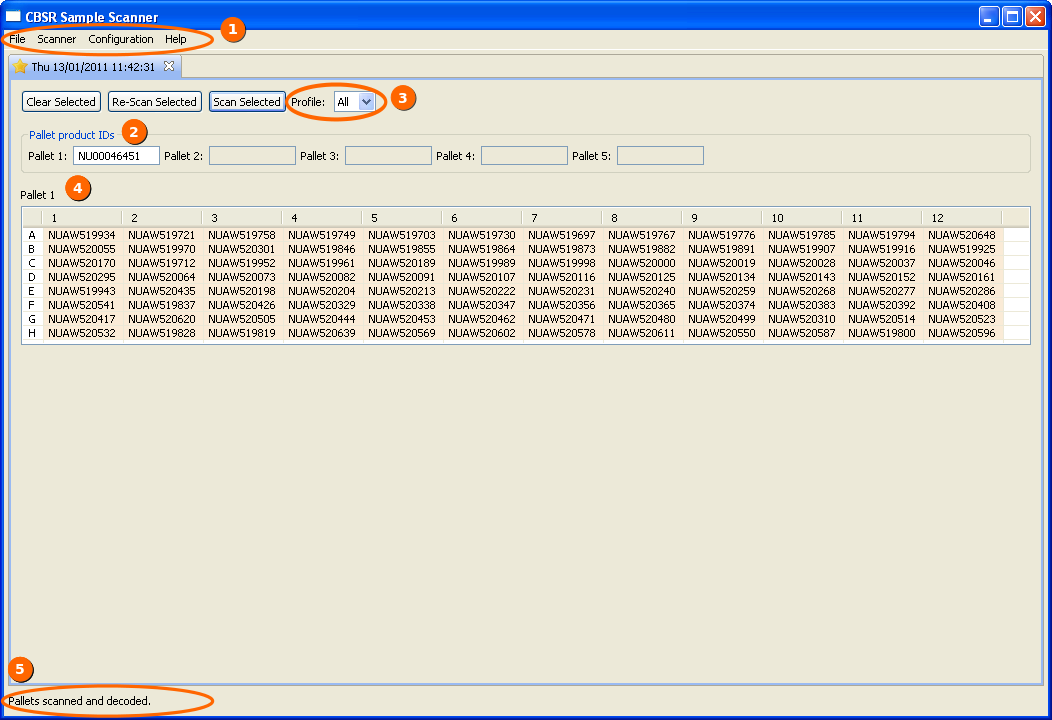 CBSR Sample Scanner
File Scanner Configuration Help 1
Thu 13/01/2011 11:42:31
Clear Selected Re-Scan Selected Scan Selected Profile: All 3
Pallet product IDs 2
Pallet 1: NU00046451 Pallet 2: Pallet 3: Pallet 4: Pallet 5:
Pallet 1 4
1 2 3 4 5 6 7 8 9 10 11 12
A NUAW519934 NUAW519721 NUAW519758 NUAW519749 NUAW519703 NUAW519730 NUAW519697 NUAW519767 NUAW519776 NUAW519785 NUAW519794 NUAW520648
B NUAW520055 NUAW519970 NUAW520301 NUAW519846 NUAW519855 NUAW519864 NUAW519873 NUAW519882 NUAW519891 NUAW519907 NUAW519916 NUAW519925
C NUAW520170 NUAW519712 NUAW519952 NUAW519961 NUAW520189 NUAW519989 NUAW519998 NUAW520000 NUAW520019 NUAW520028 NUAW520037 NUAW520046
D NUAW520295 NUAW520064 NUAW520073 NUAW520082 NUAW520091 NUAW520107 NUAW520116 NUAW520125 NUAW520134 NUAW520143 NUAW520152 NUAW520161
E NUAW519943 NUAW520435 NUAW520198 NUAW520204 NUAW520213 NUAW520222 NUAW520231 NUAW520240 NUAW520259 NUAW520268 NUAW520277 NUAW520286
F NUAW520541 NUAW519837 NUAW520426 NUAW520329 NUAW520338 NUAW520347 NUAW520356 NUAW520365 NUAW520374 NUAW520383 NUAW520392 NUAW520408
G NUAW520417 NUAW520620 NUAW520505 NUAW520444 NUAW520453 NUAW520462 NUAW520471 NUAW520480 NUAW520499 NUAW520310 NUAW520514 NUAW520523
H NUAW520532 NUAW519828 NUAW519819 NUAW520639 NUAW520569 NUAW520602 NUAW520578 NUAW520611 NUAW520550 NUAW520587 NUAW519800 NUAW520596
5
Pallets scanned and decoded.